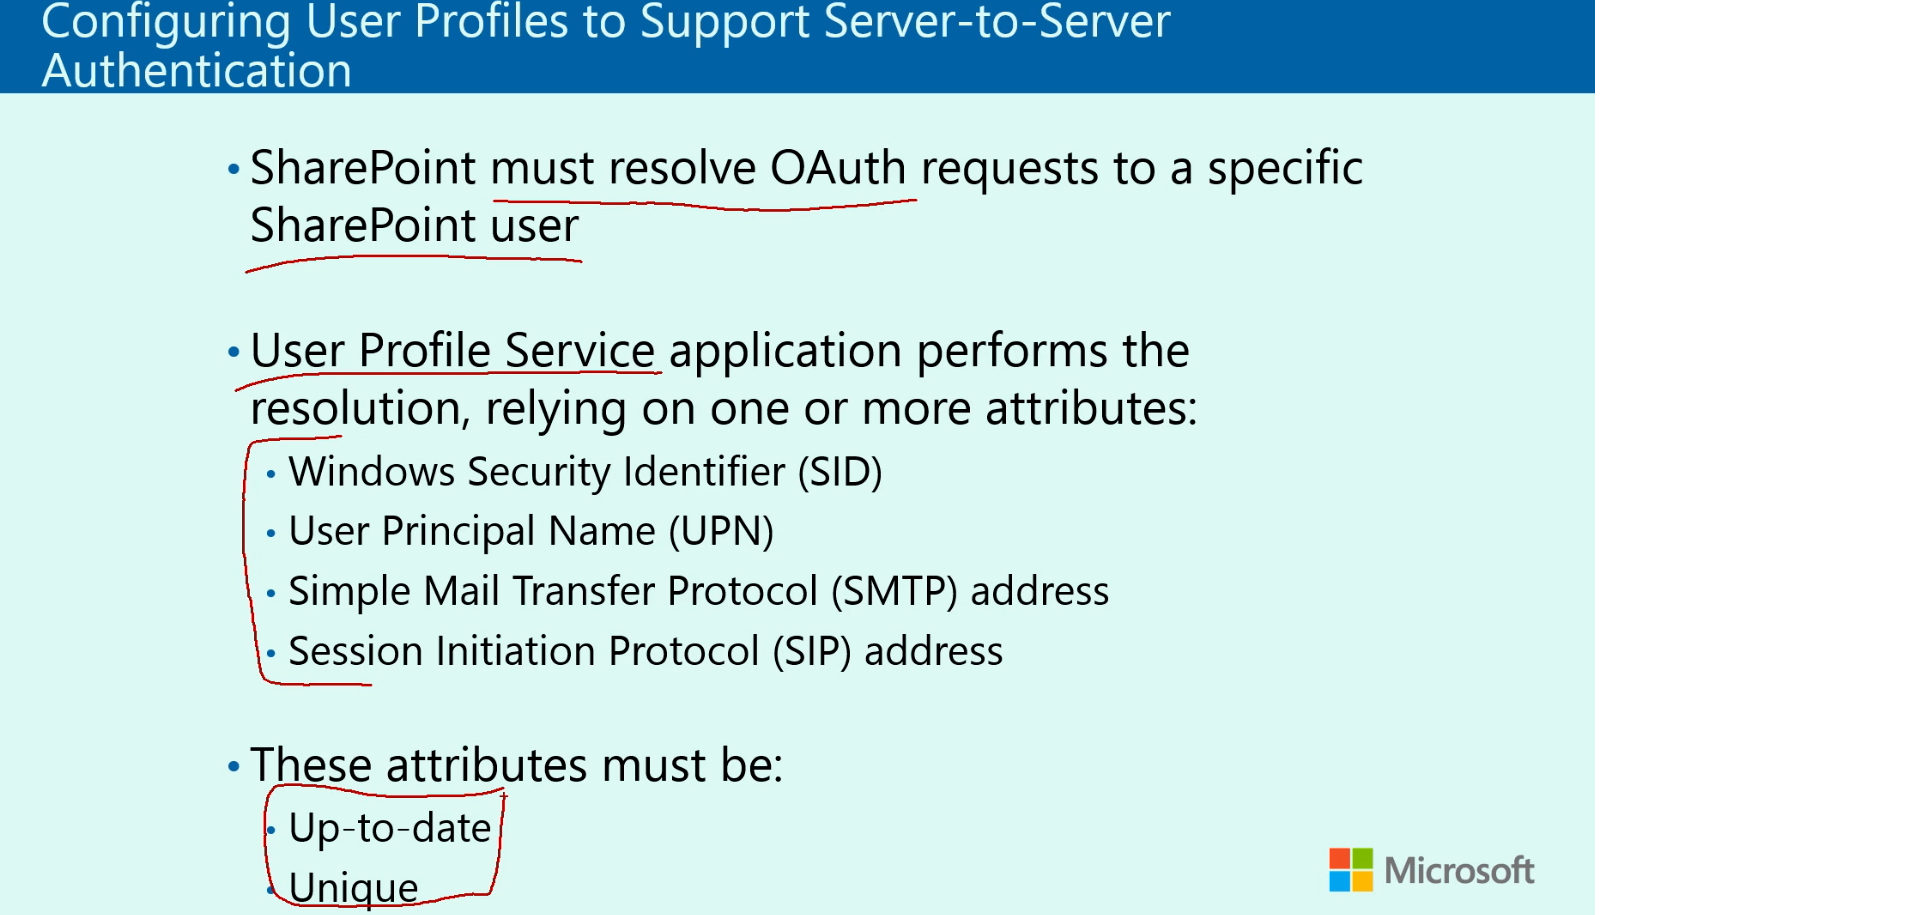 Configuring User Profiles to Support Server-to-Server
Authentication
• SharePoint must resolve OAuth requests to a specific
SharePoint user
• User Profile Service application performs the
resolution, relying on one or more attributes:
• Windows Security Identifier (SID)
• User Principal Name (UPN)
• Simple Mail Transfer Protocol (SMTP) address
• Session Initiation Protocol (SIP) address
• These attributes must be:
• Up-to-date
• Unique
Microsoft